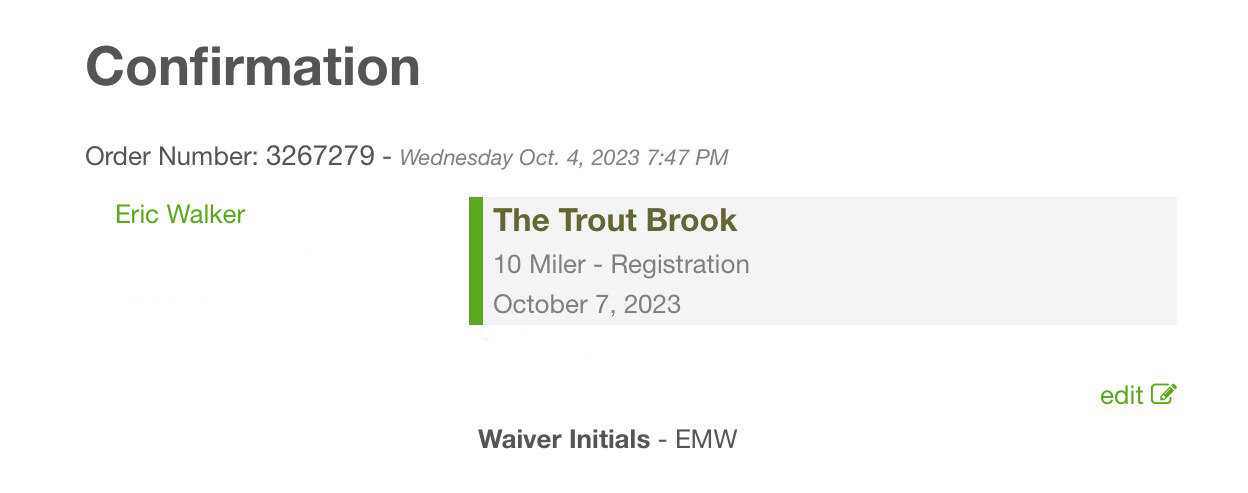 Confirmation
Order Number: 3267279 - Wednesday Oct. 4, 2023 7:47 PM
Eric Walker
The Trout Brook
10 Miler - Registration
October 7, 2023
edit
Waiver Initials - EMW